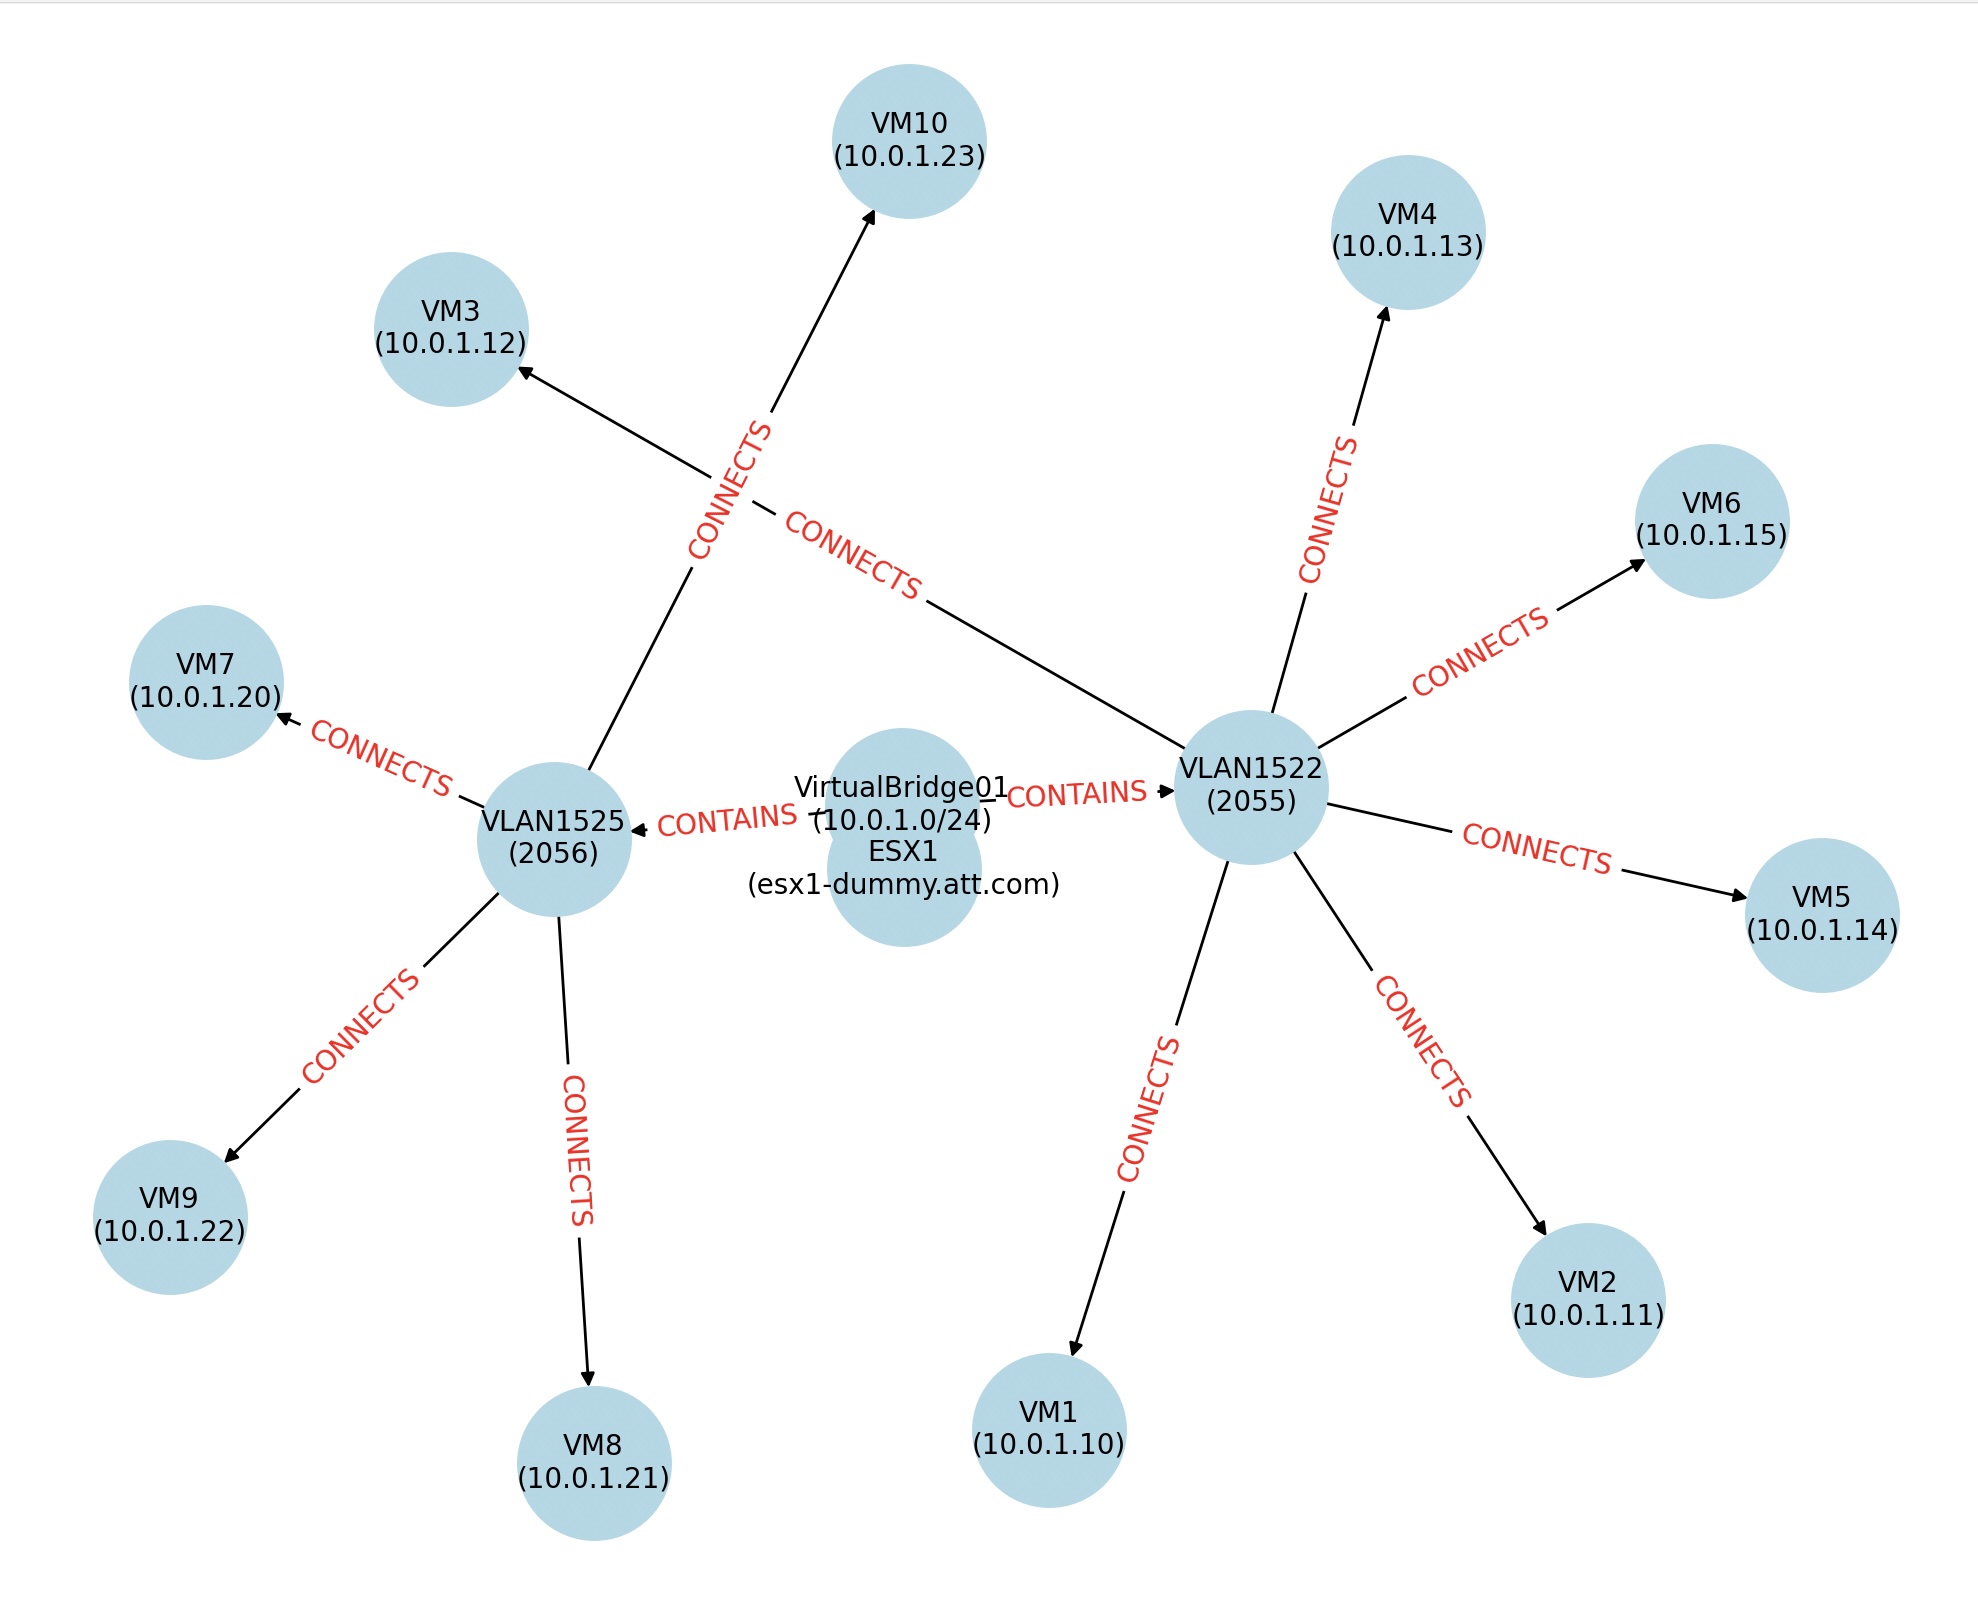 VM10
(10.0.1.23)
VM4
(10.0.1.13)
VM3
(10.0.1.12)
CONNECTS
CONNECTS
CONNECTS
VM6
(10.0.1.15)
CONNECTS
VM7
(10.0.1.20)
CONNECTS
VLAN1525
(2056)
CONTAINS
VirtualBridge01
(10.0.1.0/24)
ESX1
(esx1-dummy.att.com)
CONTAINS
VLAN1522
(2055)
CONNECTS
VM5
(10.0.1.14)
CONNECTS
CONNECTS
CONNECTS
CONNECTS
VM9
(10.0.1.22)
VM2
(10.0.1.11)
VM1
(10.0.1.10)
VM8
(10.0.1.21)